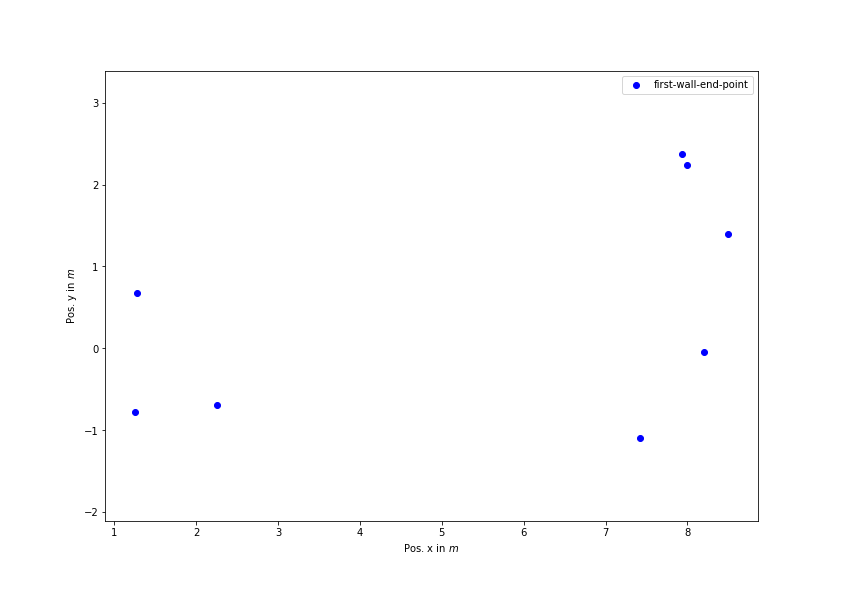 first-wall-end-point
3
2
1
0
−1
−2
Pos. y in m
1 2 3 4 5 6 7 8
Pos. x in m